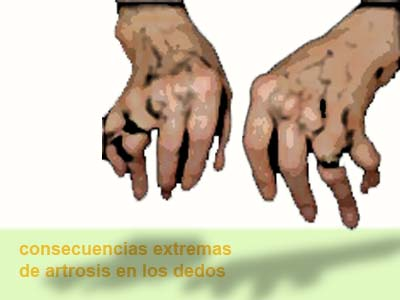 consecuencias extremas
de artrosis en los dedos